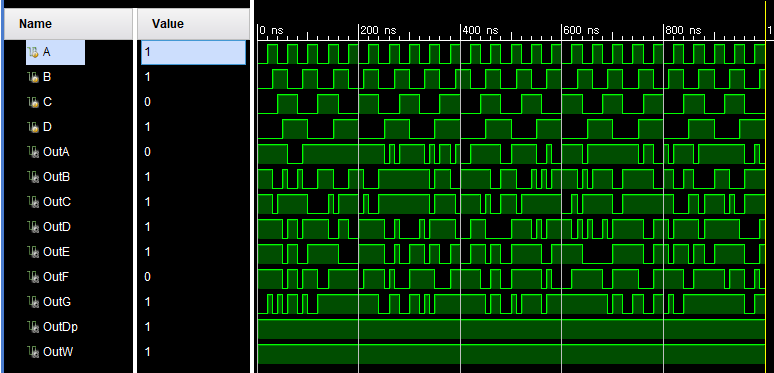 Name Value
0 ns 200 ns 400 ns 600 ns 800 ns 1
A 1
B 1
C 0
D 1
OutA 0
OutB 1
OutC 1
OutD 1
OutE 1
OutF 0
OutG 1
OutDp 1
OutW 1